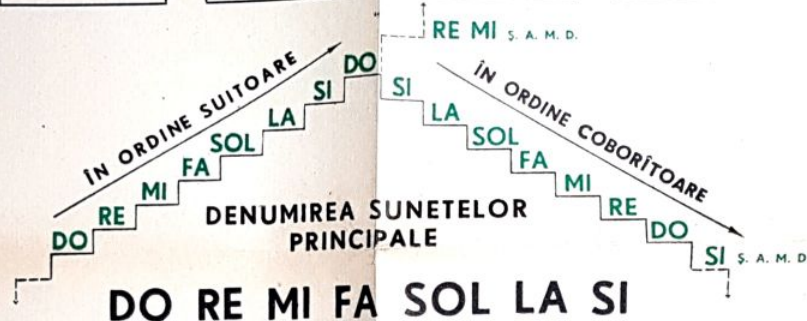 RE MI Ș. A. M. D.
ÎN ORDINE SUITOARE
DO RE MI FA SOL LA SI DO
ÎN ORDINE COBORÎTOARE
SI LA SOL FA MI RE DO SI Ș. A. M. D
DENUMIREA SUNETELOR
PRINCIPALE
DO RE MI FA SOL LA SI